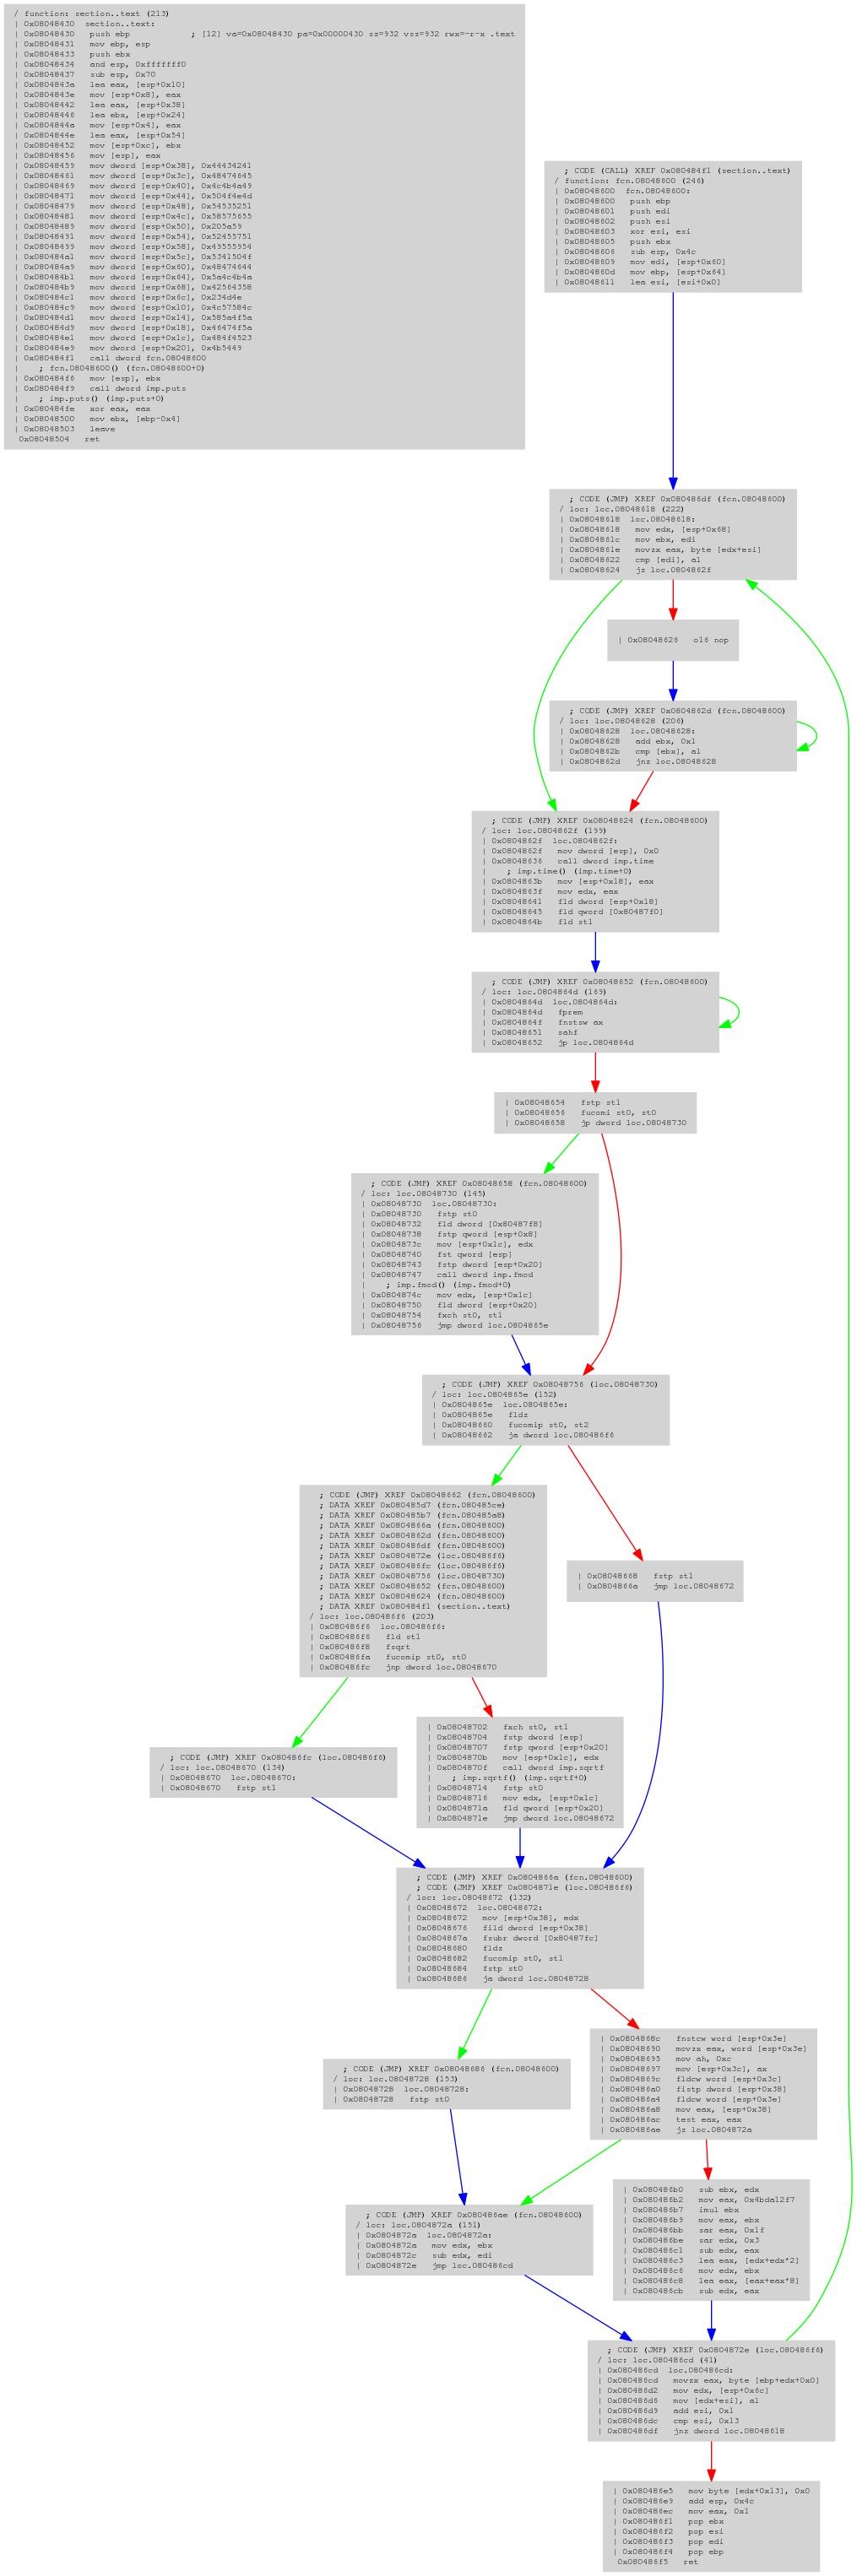 / function: section..text (213)
| 0x08048430  section..text:
| 0x08048430   push ebp            ; [12] va=0x08048430 pa=0x00000430 sz=932 vsz=932 rwx=-r-x .text
| 0x08048431   mov ebp, esp
| 0x08048433   push ebx
| 0x08048434   and esp, 0xfffffff0
| 0x08048437   sub esp, 0x70
| 0x0804843a   lea eax, [esp+0x10]
| 0x0804843e   mov [esp+0x8], eax
| 0x08048442   lea eax, [esp+0x38]
| 0x08048446   lea ebx, [esp+0x24]
| 0x0804844a   mov [esp+0x4], eax
| 0x0804844e   lea eax, [esp+0x54]
| 0x08048452   mov [esp+0xc], ebx
| 0x08048456   mov [esp], eax
| 0x08048459   mov dword [esp+0x38], 0x44434241
| 0x08048461   mov dword [esp+0x3c], 0x48474645
| 0x08048469   mov dword [esp+0x40], 0x4c4b4a49
| 0x08048471   mov dword [esp+0x44], 0x504f4e4d
| 0x08048479   mov dword [esp+0x48], 0x54535251
| 0x08048481   mov dword [esp+0x4c], 0x58575655
| 0x08048489   mov dword [esp+0x50], 0x205a59
| 0x08048491   mov dword [esp+0x54], 0x52455751
| 0x08048499   mov dword [esp+0x58], 0x49555954
| 0x080484a1   mov dword [esp+0x5c], 0x5341504f
| 0x080484a9   mov dword [esp+0x60], 0x48474644
| 0x080484b1   mov dword [esp+0x64], 0x5a4c4b4a
| 0x080484b9   mov dword [esp+0x68], 0x42564358
| 0x080484c1   mov dword [esp+0x6c], 0x234d4e
| 0x080484c9   mov dword [esp+0x10], 0x4c57584c
| 0x080484d1   mov dword [esp+0x14], 0x585a4f5a
| 0x080484d9   mov dword [esp+0x18], 0x46474f5a
| 0x080484e1   mov dword [esp+0x1c], 0x484f4523
| 0x080484e9   mov dword [esp+0x20], 0x4b5449
| 0x080484f1   call dword fcn.08048600
|    ; fcn.08048600() (fcn.08048600+0)
| 0x080484f6   mov [esp], ebx
| 0x080484f9   call dword imp.puts
|    ; imp.puts() (imp.puts+0)
| 0x080484fe   xor eax, eax
| 0x08048500   mov ebx, [ebp-0x4]
| 0x08048503   leave
0x08048504   ret
; CODE (CALL) XREF 0x080484f1 (section..text)
/ function: fcn.08048600 (246)
| 0x08048600  fcn.08048600:
| 0x08048600   push ebp
| 0x08048601   push edi
| 0x08048602   push esi
| 0x08048603   xor esi, esi
| 0x08048605   push ebx
| 0x08048606   sub esp, 0x4c
| 0x08048609   mov edi, [esp+0x60]
| 0x0804860d   mov ebp, [esp+0x64]
| 0x08048611   lea esi, [esi+0x0]
; CODE (JMP) XREF 0x080486df (fcn.08048600)
/ loc: loc.08048618 (222)
| 0x08048618  loc.08048618:
| 0x08048618   mov edx, [esp+0x68]
| 0x0804861c   mov ebx, edi
| 0x0804861e   movzx eax, byte [edx+esi]
| 0x08048622   cmp [edi], al
| 0x08048624   jz loc.0804862f
| 0x08048626   o16 nop
; CODE (JMP) XREF 0x0804862d (fcn.08048600)
/ loc: loc.08048628 (206)
| 0x08048628  loc.08048628:
| 0x08048628   add ebx, 0x1
| 0x0804862b   cmp [ebx], al
| 0x0804862d   jnz loc.08048628
; CODE (JMP) XREF 0x08048624 (fcn.08048600)
/ loc: loc.0804862f (199)
| 0x0804862f  loc.0804862f:
| 0x0804862f   mov dword [esp], 0x0
| 0x08048636   call dword imp.time
|    ; imp.time() (imp.time+0)
| 0x0804863b   mov [esp+0x18], eax
| 0x0804863f   mov edx, eax
| 0x08048641   fld dword [esp+0x18]
| 0x08048645   fld qword [0x80487f0]
| 0x0804864b   fld st1
; CODE (JMP) XREF 0x08048652 (fcn.08048600)
/ loc: loc.0804864d (169)
| 0x0804864d  loc.0804864d:
| 0x0804864d   fprem
| 0x0804864f   fnstsw ax
| 0x08048651   sahf
| 0x08048652   jp loc.0804864d
| 0x08048654   fstp st1
| 0x08048656   fucomi st0, st0
| 0x08048658   jp dword loc.08048730
; CODE (JMP) XREF 0x08048658 (fcn.08048600)
/ loc: loc.08048730 (145)
| 0x08048730  loc.08048730:
| 0x08048730   fstp st0
| 0x08048732   fld dword [0x80487f8]
| 0x08048738   fstp qword [esp+0x8]
| 0x0804873c   mov [esp+0x1c], edx
| 0x08048740   fst qword [esp]
| 0x08048743   fstp dword [esp+0x20]
| 0x08048747   call dword imp.fmod
|    ; imp.fmod() (imp.fmod+0)
| 0x0804874c   mov edx, [esp+0x1c]
| 0x08048750   fld dword [esp+0x20]
| 0x08048754   fxch st0, st1
| 0x08048756   jmp dword loc.0804865e
; CODE (JMP) XREF 0x08048756 (loc.08048730)
/ loc: loc.0804865e (152)
| 0x0804865e  loc.0804865e:
| 0x0804865e   fldz
| 0x08048660   fucomip st0, st2
| 0x08048662   ja dword loc.080486f6
; CODE (JMP) XREF 0x08048662 (fcn.08048600)
; DATA XREF 0x080485d7 (fcn.080485ce)
; DATA XREF 0x080485b7 (fcn.080485a8)
; DATA XREF 0x0804866a (fcn.08048600)
; DATA XREF 0x0804862d (fcn.08048600)
; DATA XREF 0x080486df (fcn.08048600)
; DATA XREF 0x0804872e (loc.080486f6)
; DATA XREF 0x080486fc (loc.080486f6)
; DATA XREF 0x08048756 (loc.08048730)
; DATA XREF 0x08048652 (fcn.08048600)
; DATA XREF 0x08048624 (fcn.08048600)
; DATA XREF 0x080484f1 (section..text)
/ loc: loc.080486f6 (203)
| 0x080486f6  loc.080486f6:
| 0x080486f6   fld st1
| 0x080486f8   fsqrt
| 0x080486fa   fucomip st0, st0
| 0x080486fc   jnp dword loc.08048670
| 0x08048668   fstp st1
| 0x0804866a   jmp loc.08048672
; CODE (JMP) XREF 0x080486fc (loc.080486f6)
/ loc: loc.08048670 (134)
| 0x08048670  loc.08048670:
| 0x08048670   fstp st1
| 0x08048702   fxch st0, st1
| 0x08048704   fstp dword [esp]
| 0x08048707   fstp qword [esp+0x20]
| 0x0804870b   mov [esp+0x1c], edx
| 0x0804870f   call dword imp.sqrtf
|    ; imp.sqrtf() (imp.sqrtf+0)
| 0x08048714   fstp st0
| 0x08048716   mov edx, [esp+0x1c]
| 0x0804871a   fld qword [esp+0x20]
| 0x0804871e   jmp dword loc.08048672
; CODE (JMP) XREF 0x0804866a (fcn.08048600)
; CODE (JMP) XREF 0x0804871e (loc.080486f6)
/ loc: loc.08048672 (132)
| 0x08048672  loc.08048672:
| 0x08048672   mov [esp+0x38], edx
| 0x08048676   fild dword [esp+0x38]
| 0x0804867a   fsubr dword [0x80487fc]
| 0x08048680   fldz
| 0x08048682   fucomip st0, st1
| 0x08048684   fstp st0
| 0x08048686   ja dword loc.08048728
; CODE (JMP) XREF 0x08048686 (fcn.08048600)
/ loc: loc.08048728 (153)
| 0x08048728  loc.08048728:
| 0x08048728   fstp st0
| 0x0804868c   fnstcw word [esp+0x3e]
| 0x08048690   movzx eax, word [esp+0x3e]
| 0x08048695   mov ah, 0xc
| 0x08048697   mov [esp+0x3c], ax
| 0x0804869c   fldcw word [esp+0x3c]
| 0x080486a0   fistp dword [esp+0x38]
| 0x080486a4   fldcw word [esp+0x3e]
| 0x080486a8   mov eax, [esp+0x38]
| 0x080486ac   test eax, eax
| 0x080486ae   jz loc.0804872a
; CODE (JMP) XREF 0x080486ae (fcn.08048600)
/ loc: loc.0804872a (151)
| 0x0804872a  loc.0804872a:
| 0x0804872a   mov edx, ebx
| 0x0804872c   sub edx, edi
| 0x0804872e   jmp loc.080486cd
| 0x080486b0   sub ebx, edx
| 0x080486b2   mov eax, 0x4bda12f7
| 0x080486b7   imul ebx
| 0x080486b9   mov eax, ebx
| 0x080486bb   sar eax, 0x1f
| 0x080486be   sar edx, 0x3
| 0x080486c1   sub edx, eax
| 0x080486c3   lea eax, [edx+edx*2]
| 0x080486c6   mov edx, ebx
| 0x080486c8   lea eax, [eax+eax*8]
| 0x080486cb   sub edx, eax
; CODE (JMP) XREF 0x0804872e (loc.080486f6)
/ loc: loc.080486cd (41)
| 0x080486cd  loc.080486cd:
| 0x080486cd   movzx eax, byte [ebp+edx+0x0]
| 0x080486d2   mov edx, [esp+0x6c]
| 0x080486d6   mov [edx+esi], al
| 0x080486d9   add esi, 0x1
| 0x080486dc   cmp esi, 0x13
| 0x080486df   jnz dword loc.08048618
| 0x080486e5   mov byte [edx+0x13], 0x0
| 0x080486e9   add esp, 0x4c
| 0x080486ec   mov eax, 0x1
| 0x080486f1   pop ebx
| 0x080486f2   pop esi
| 0x080486f3   pop edi
| 0x080486f4   pop ebp
0x080486f5   ret